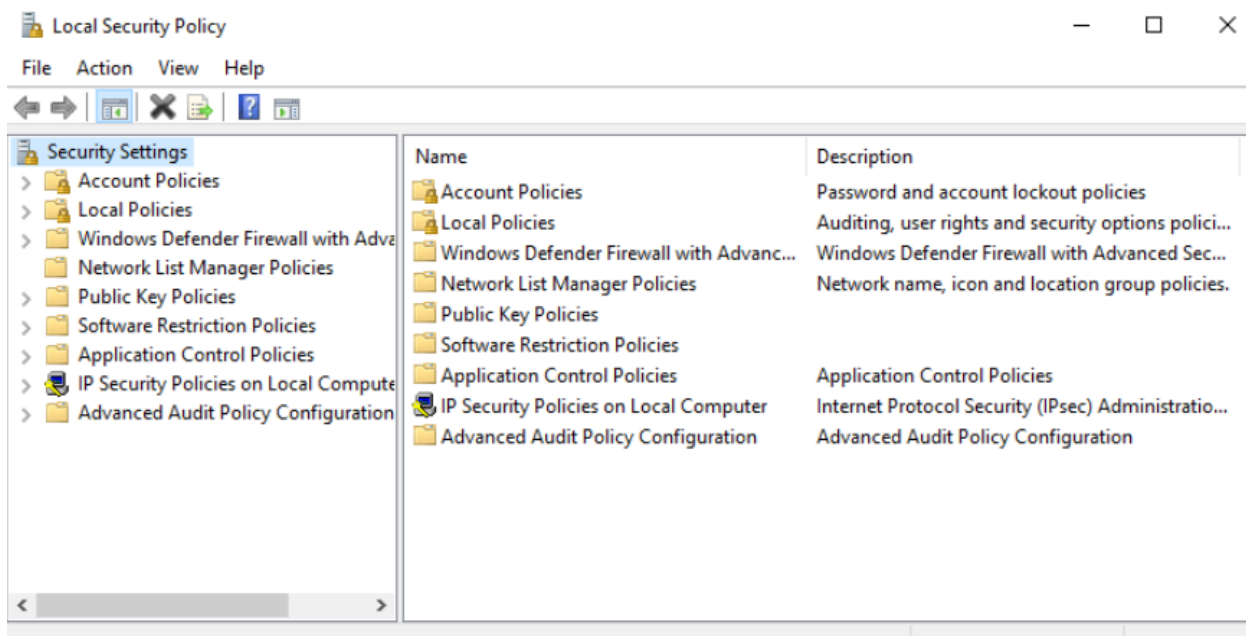 Local Security Policy
File Action View Help
Security Settings
Account Policies
Local Policies
Windows Defender Firewall with Adva
Network List Manager Policies
Public Key Policies
Software Restriction Policies
Application Control Policies
IP Security Policies on Local Compute
Advanced Audit Policy Configuration
Name Description
Account Policies Password and account lockout policies
Local Policies Auditing, user rights and security options polici...
Windows Defender Firewall with Advanc... Windows Defender Firewall with Advanced Sec...
Network List Manager Policies Network name, icon and location group policies.
Public Key Policies
Software Restriction Policies
Application Control Policies Application Control Policies
IP Security Policies on Local Computer Internet Protocol Security (IPsec) Administratio...
Advanced Audit Policy Configuration Advanced Audit Policy Configuration